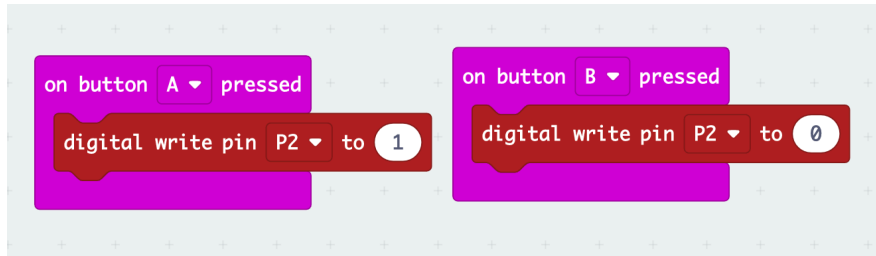 on button A pressed
digital write pin P2 to 1
on button B pressed
digital write pin P2 to 0